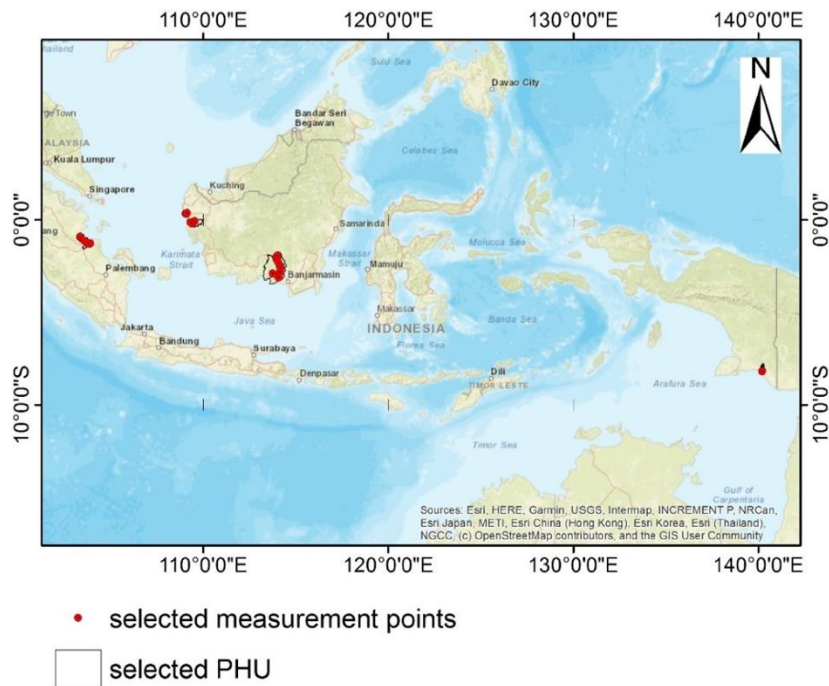 110°0'0"E 120°0'0"E 130°0'0"E 140°0'0"E
Thailand
Sulu Sea
Davao City
N
Bandar Seri
Begawan
ge Town
ALAYSIA
Kuala Lumpur
Celebes Sea
Singapore
Kuching
0°0'0" 0°0'0"
ang
Samarinda
Molucca Sea
Karimata
Strait
Makassar
Strait
Mamuju
Palembang
Banjarmasin
Makassar
Jakarta
Java Sea
INDONESIA
Banda Sea
Bandung
Surabaya
Flores Sea
Denpasar
Dili
TIMOR-LESTE
Arafura Sea
10°0'0"S 10°0'0"S
Timor Sea
Gulf of
Carpentaria
Sources: Esri, HERE, Garmin, USGS, Intermap, INCREMENT P, NRCan,
Esri Japan, METI, Esri China (Hong Kong), Esri Korea, Esri (Thailand),
NGCC, (c) OpenStreetMap contributors, and the GIS User Community
110°0'0"E 120°0'0"E 130°0'0"E 140°0'0"E
selected measurement points
selected PHU